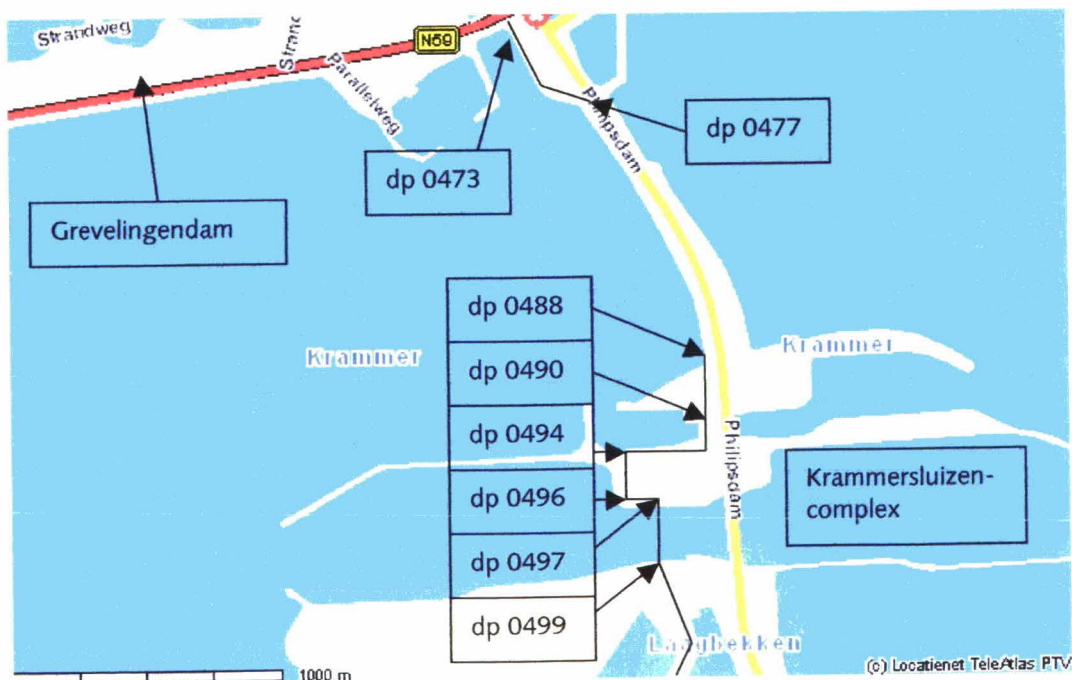 Strandweg
N59
Stran
Parallelweg
Philipsdam
dp 0477
dp 0473
Grevelingendam
dp 0488
Krammer
Krammer
dp 0490
dp 0494
Philipsdam
Krammersluizen-
complex
dp 0496
dp 0497
dp 0499
Laagbekken
(c) Locatienet TeleAtlas PTV
1000 m